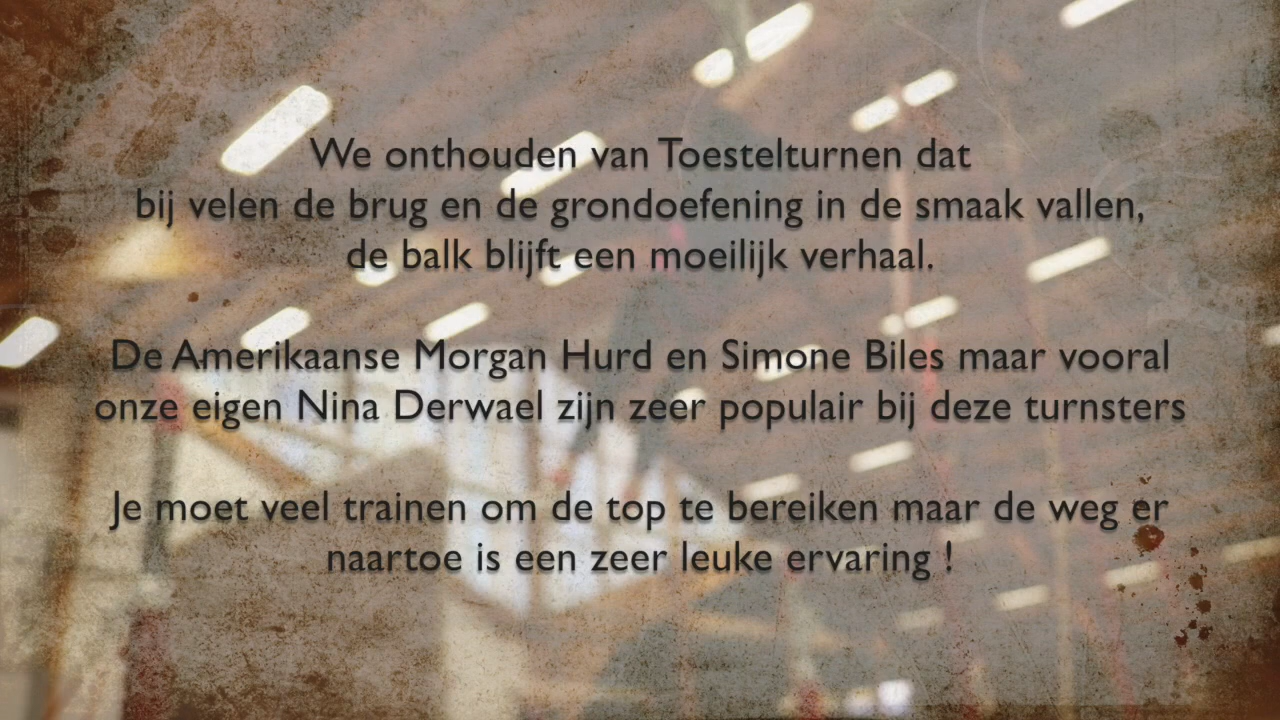 We onthouden van Toestelturnen dat
bij velen de brug en de grondoefening in de smaak vallen,
de balk blijft een moeilijk verhaal.
De Amerikaanse Morgan Hurd en Simone Biles maar vooral
onze eigen Nina Derwael zijn zeer populair bij deze turnsters
Je moet veel trainen om de top te bereiken maar de weg er
naartoe is een zeer leuke ervaring !